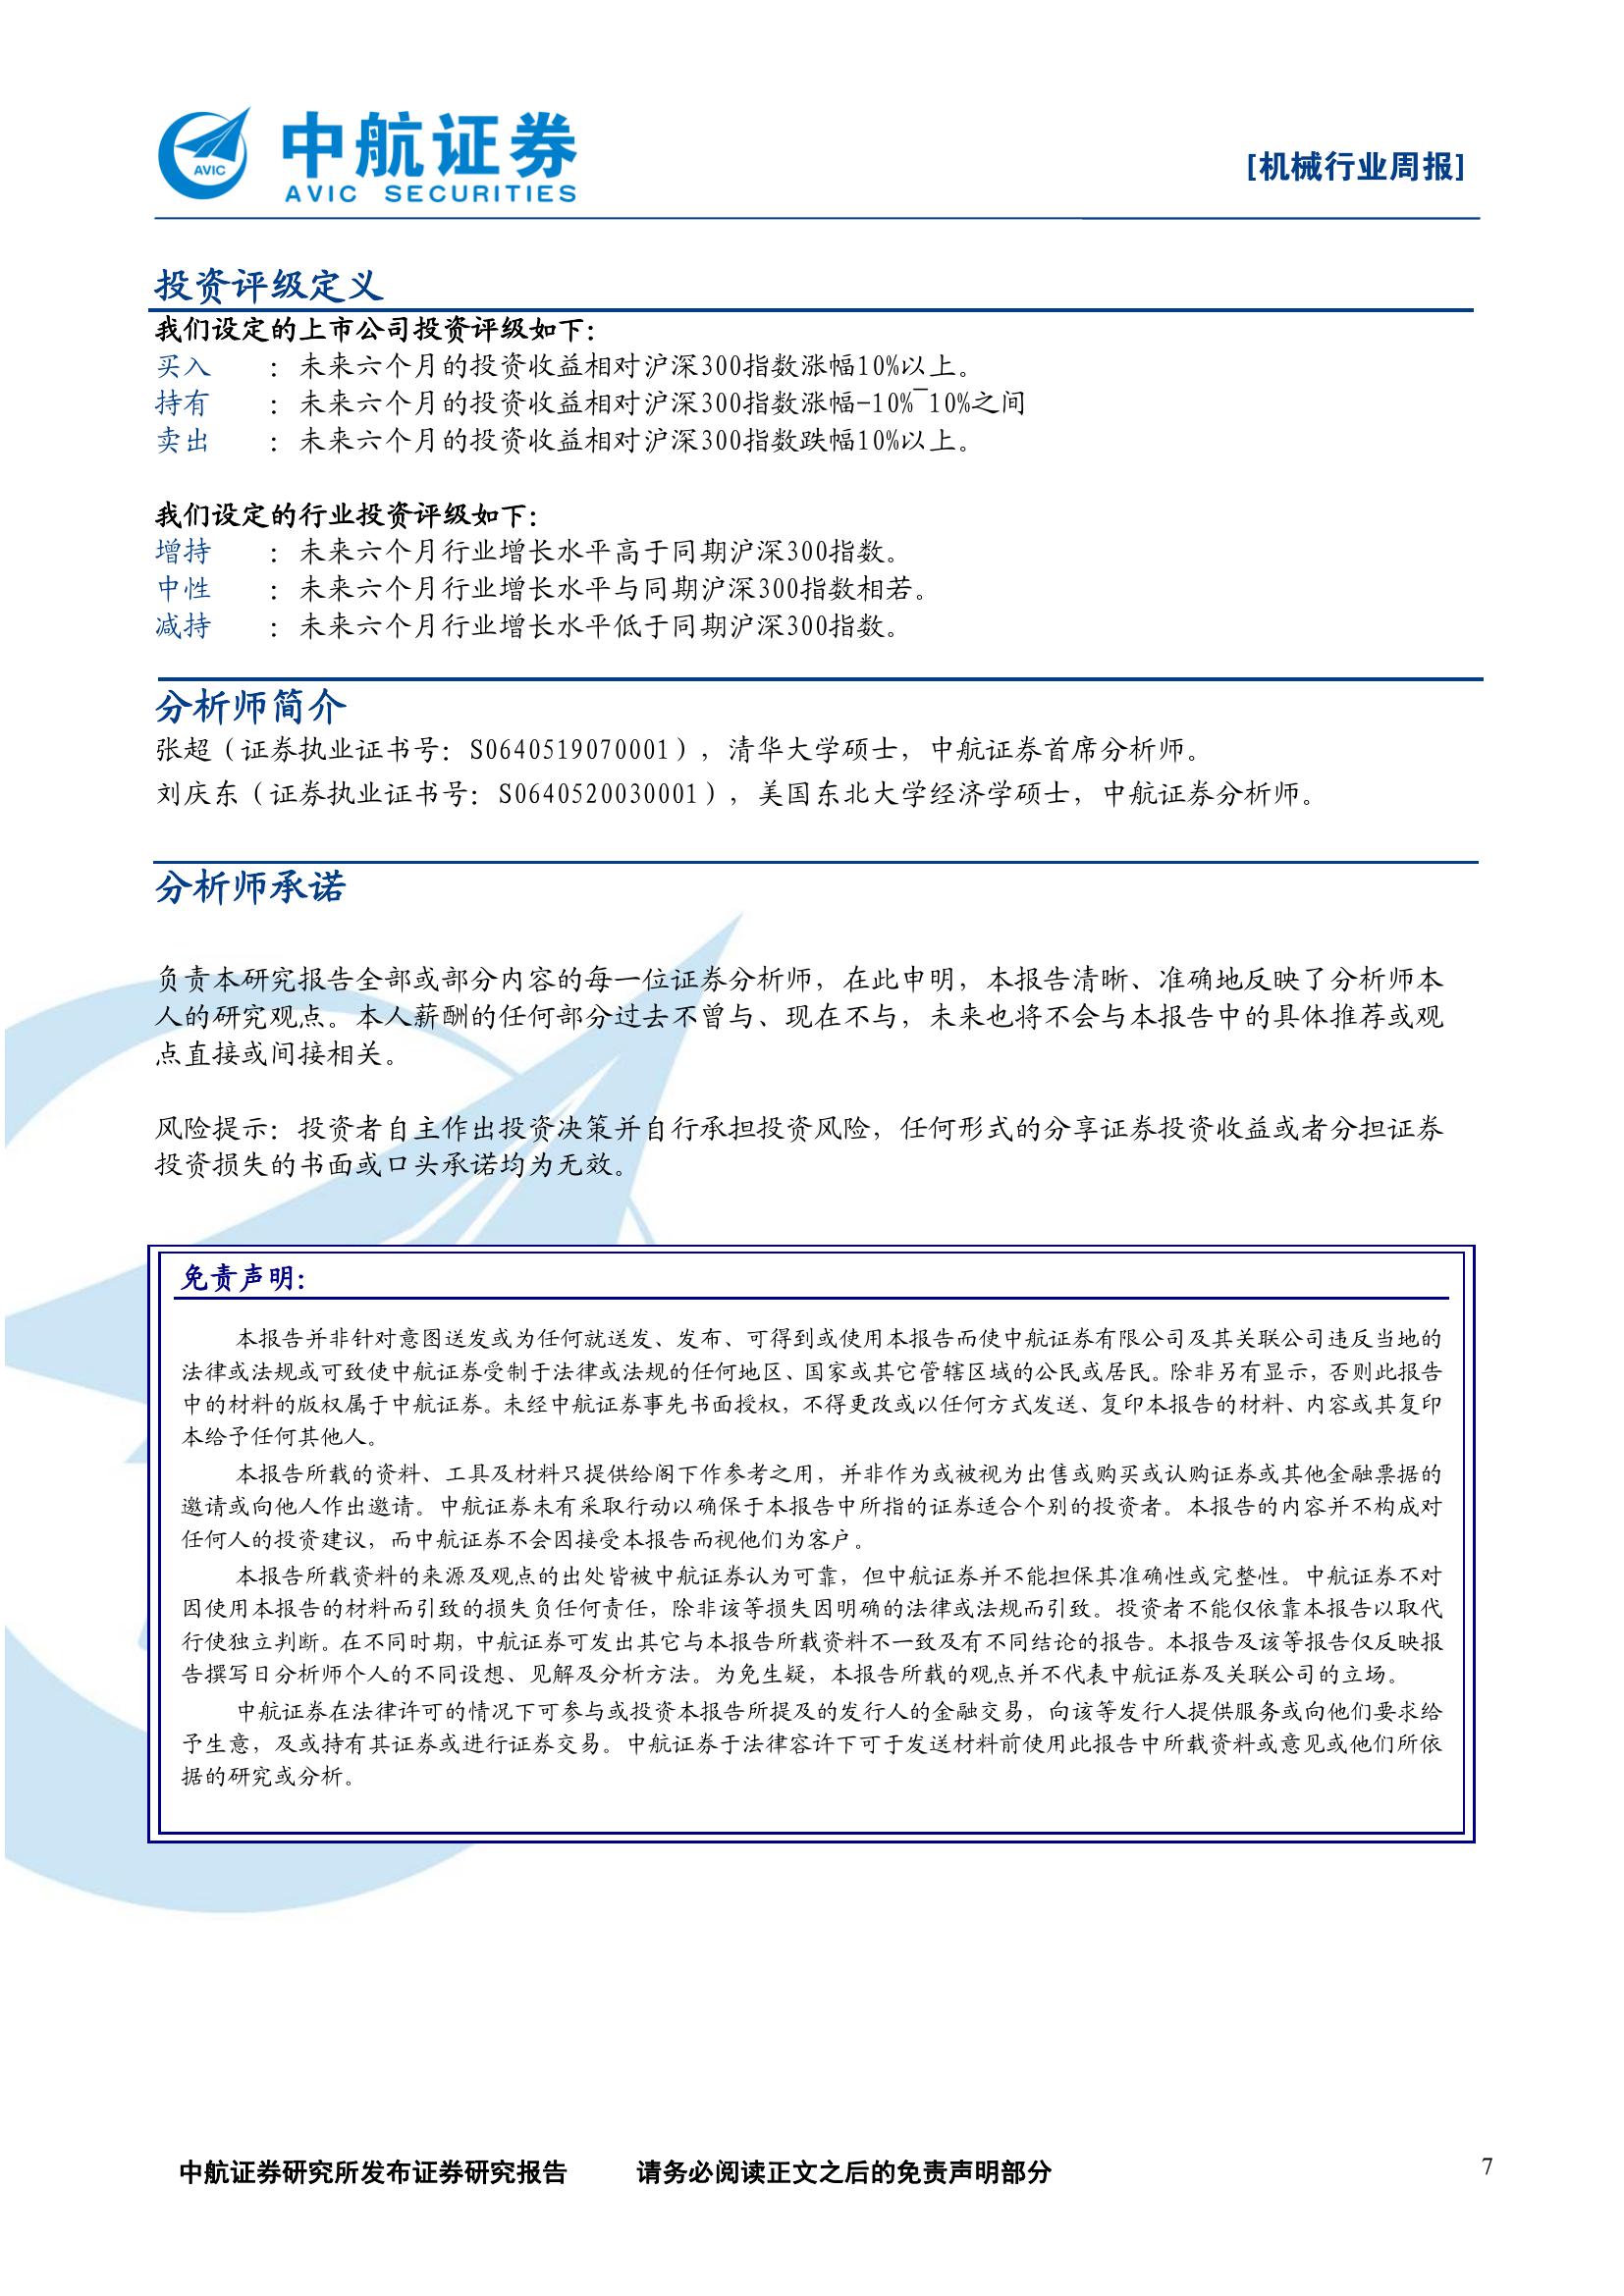 AVIC
中航证券
AVIC SECURITIES
[机械行业周报]
投资评级定义
我们设定的上市公司投资评级如下：
买入 ：未来六个月的投资收益相对沪深300指数涨幅10%以上。
持有 ：未来六个月的投资收益相对沪深300指数涨幅-10%‾10%之间
卖出 ：未来六个月的投资收益相对沪深300指数跌幅10%以上。
我们设定的行业投资评级如下：
增持 ：未来六个月行业增长水平高于同期沪深300指数。
中性 ：未来六个月行业增长水平与同期沪深300指数相若。
减持 ：未来六个月行业增长水平低于同期沪深300指数。
分析师简介
张超（证券执业证书号：S0640519070001），清华大学硕士，中航证券首席分析师。
刘庆东（证券执业证书号：S0640520030001），美国东北大学经济学硕士，中航证券分析师。
分析师承诺
负责本研究报告全部或部分内容的每一位证券分析师，在此申明，本报告清晰、准确地反映了分析师本
人的研究观点。本人薪酬的任何部分过去不曾与、现在不与，未来也将不会与本报告中的具体推荐或观
点直接或间接相关。
风险提示：投资者自主作出投资决策并自行承担投资风险，任何形式的分享证券投资收益或者分担证券
投资损失的书面或口头承诺均为无效。
免责声明：
本报告并非针对意图送发或为任何就送发、发布、可得到或使用本报告而使中航证券有限公司及其关联公司违反当地的
法律或法规或可致使中航证券受制于法律或法规的任何地区、国家或其它管辖区域的公民或居民。除非另有显示，否则此报告
中的材料的版权属于中航证券。未经中航证券事先书面授权，不得更改或以任何方式发送、复印本报告的材料、内容或其复印
本给予任何其他人。
本报告所载的资料、工具及材料只提供给阁下作参考之用，并非作为或被视为出售或购买或认购证券或其他金融票据的
邀请或向他人作出邀请。中航证券未有采取行动以确保于本报告中所指的证券适合个别的投资者。本报告的内容并不构成对
任何人的投资建议，而中航证券不会因接受本报告而视他们为客户。
本报告所载资料的来源及观点的出处皆被中航证券认为可靠，但中航证券并不能担保其准确性或完整性。中航证券不对
因使用本报告的材料而引致的损失负任何责任，除非该等损失因明确的法律或法规而引致。投资者不能仅依靠本报告以取代
行使独立判断。在不同时期，中航证券可发出其它与本报告所载资料不一致及有不同结论的报告。本报告及该等报告仅反映报
告撰写日分析师个人的不同设想、见解及分析方法。为免生疑，本报告所载的观点并不代表中航证券及关联公司的立场。
中航证券在法律许可的情况下可参与或投资本报告所提及的发行人的金融交易，向该等发行人提供服务或向他们要求给
予生意，及或持有其证券或进行证券交易。中航证券于法律容许下可于发送材料前使用此报告中所载资料或意见或他们所依
据的研究或分析。
中航证券研究所发布证券研究报告 请务必阅读正文之后的免责声明部分 7